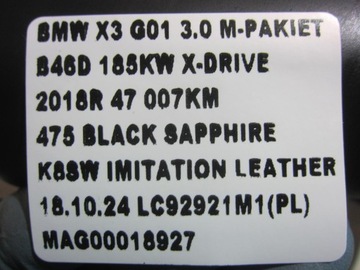 BMW X3 G01 3.0 M-PAKIET
B46D 185KW X-DRIVE
2018R 47 007KM
475 BLACK SAPPHIRE
K8SW IMITATION LEATHER
18.10.24 LC92921M1(PL)
MAG00018927